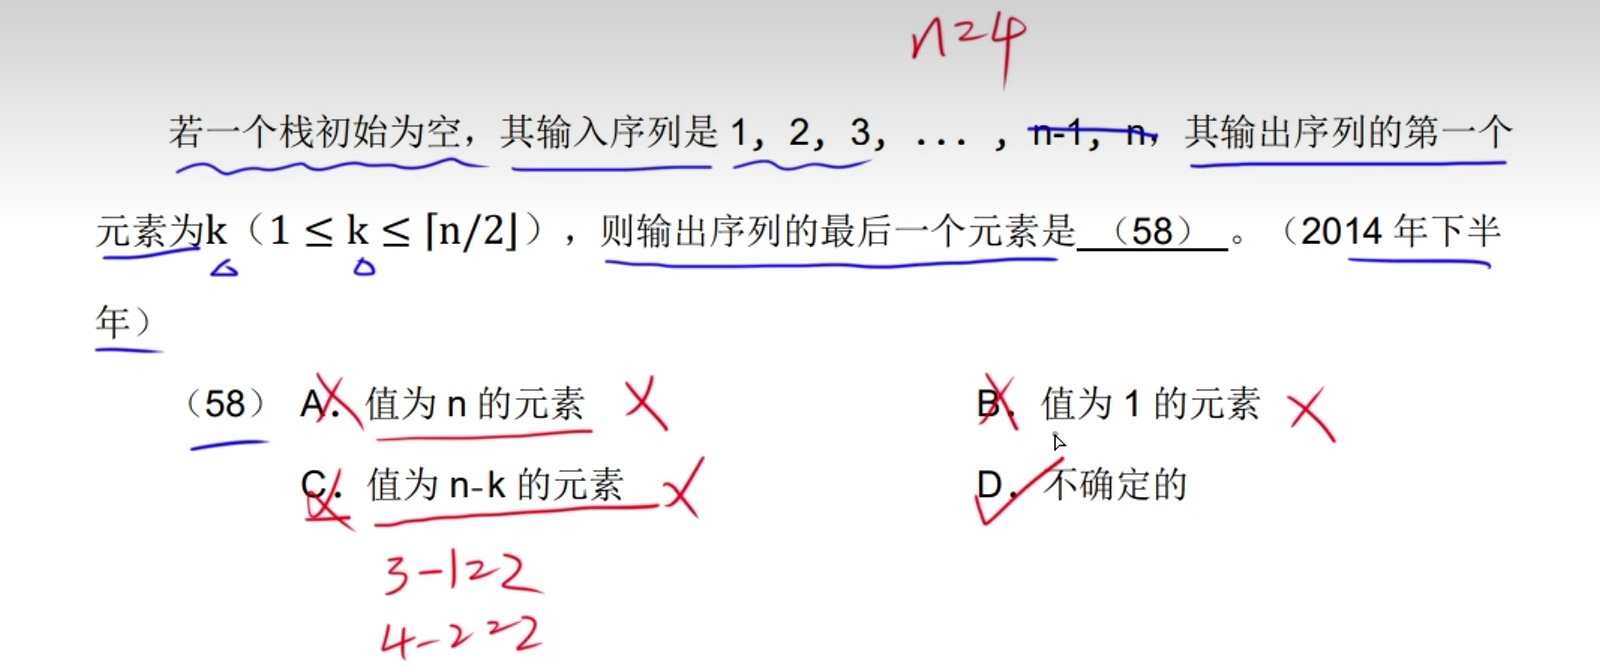 n=4
若一个栈初始为空，其输入序列是 1，2，3，...，n-1，n，其输出序列的第一个
元素为k（1 ≤ k ≤ ⌈n/2⌋），则输出序列的最后一个元素是 （58） 。（2014 年下半
年）
（58） A．值为 n 的元素 B．值为 1 的元素
C．值为 n-k 的元素 D．不确定的
3-1=2
4-2=2